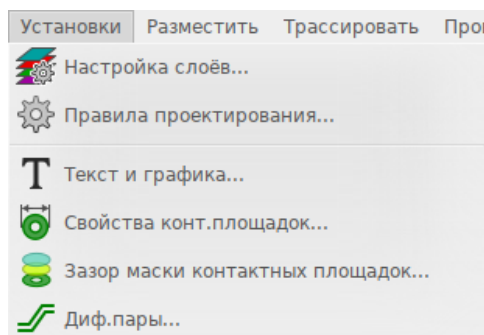 Установки Разместить Трассировать
Настройка слоёв...
Правила проектирования...
Текст и графика...
Свойства конт.площадок...
Зазор маски контактных площадок...
Диф.пары...